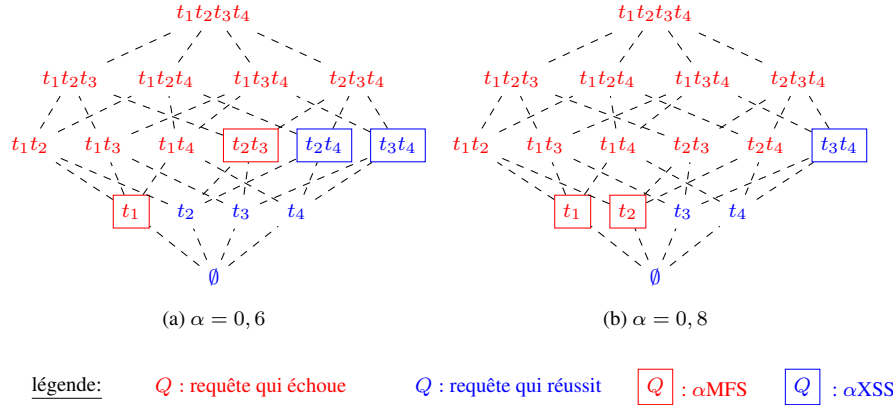 t₁t₂t₃t₄ t₁t₂t₃t₄
t₁t₂t₃ t₁t₂t₄ t₁t₃t₄ t₂t₃t₄ t₁t₂t₃ t₁t₂t₄ t₁t₃t₄ t₂t₃t₄
t₁t₂ t₁t₃ t₁t₄ t₂t₃ t₂t₄ t₃t₄ t₁t₂ t₁t₃ t₁t₄ t₂t₃ t₂t₄ t₃t₄
t₁ t₂ t₃ t₄ t₁ t₂ t₃ t₄
∅ ∅
(a) α = 0, 6 (b) α = 0, 8
légende: Q : requête qui échoue Q : requête qui réussit Q : αMFS Q : αXSS